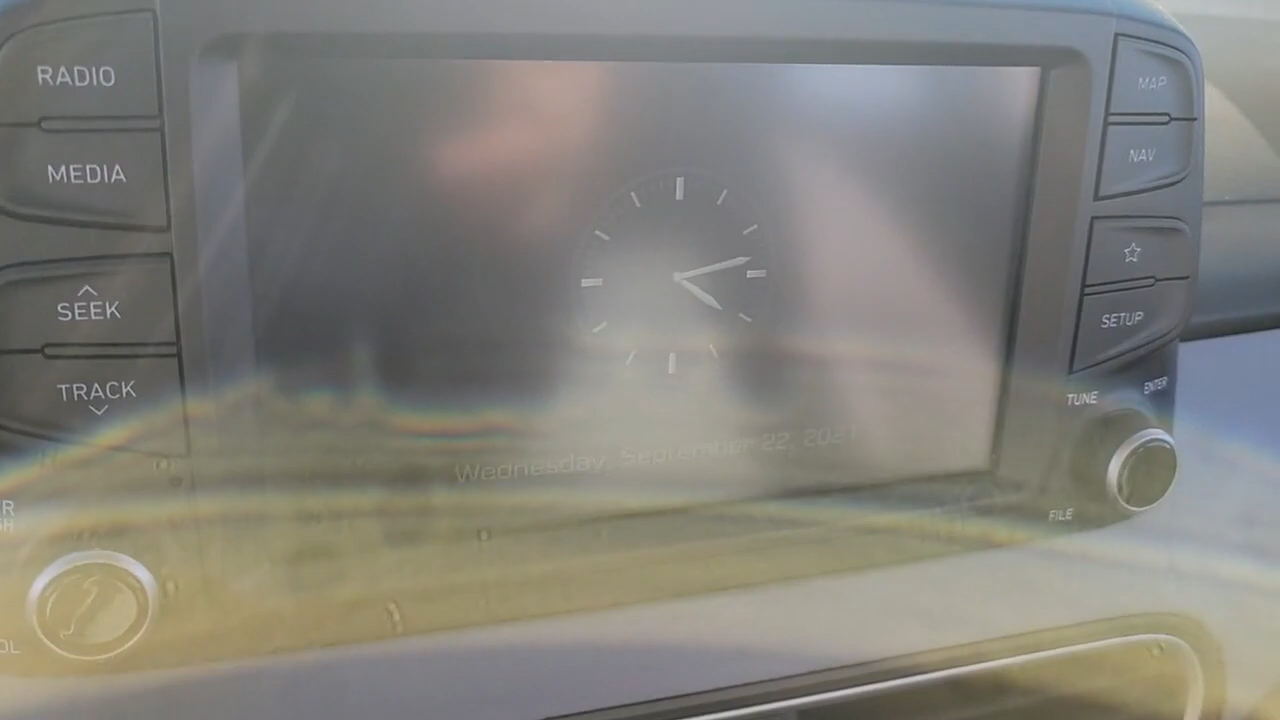 RADIO
MEDIA
SEEK
TRACK
MAP
NAV
SETUP
TUNE
ENTER
FILE
Wednesday, September 22, 2021